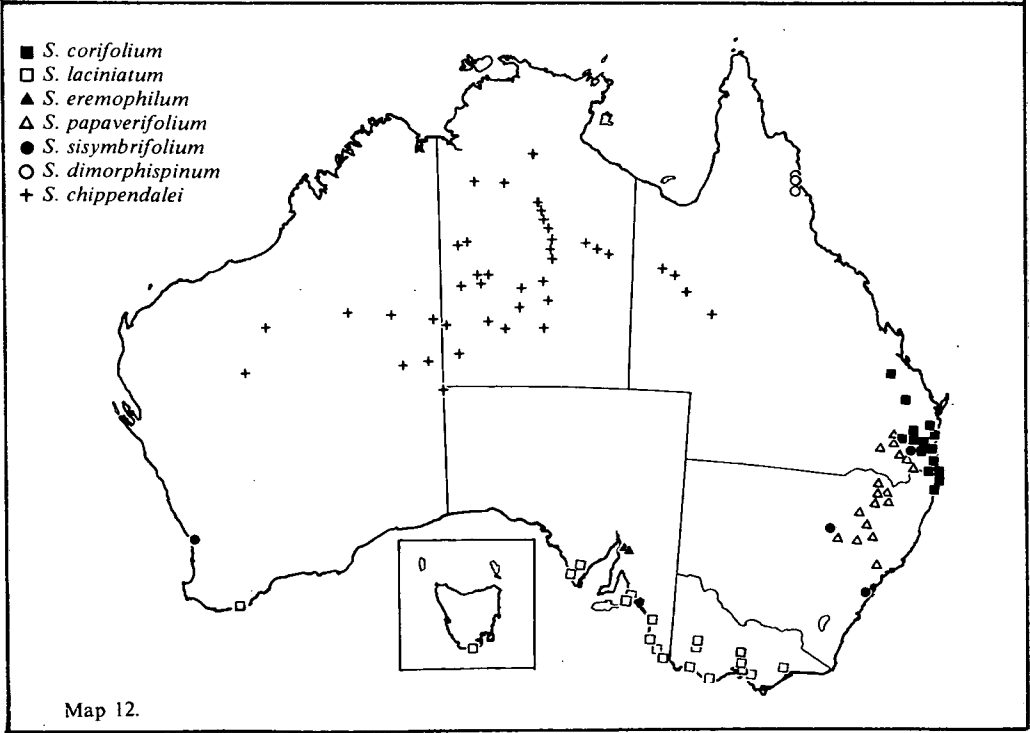 ■ S. corifolium
□ S. laciniatum
▲ S. eremophilum
△ S. papaverifolium
● S. sisymbrifolium
○ S. dimorphispinum
+ S. chippendalei
Map 12.